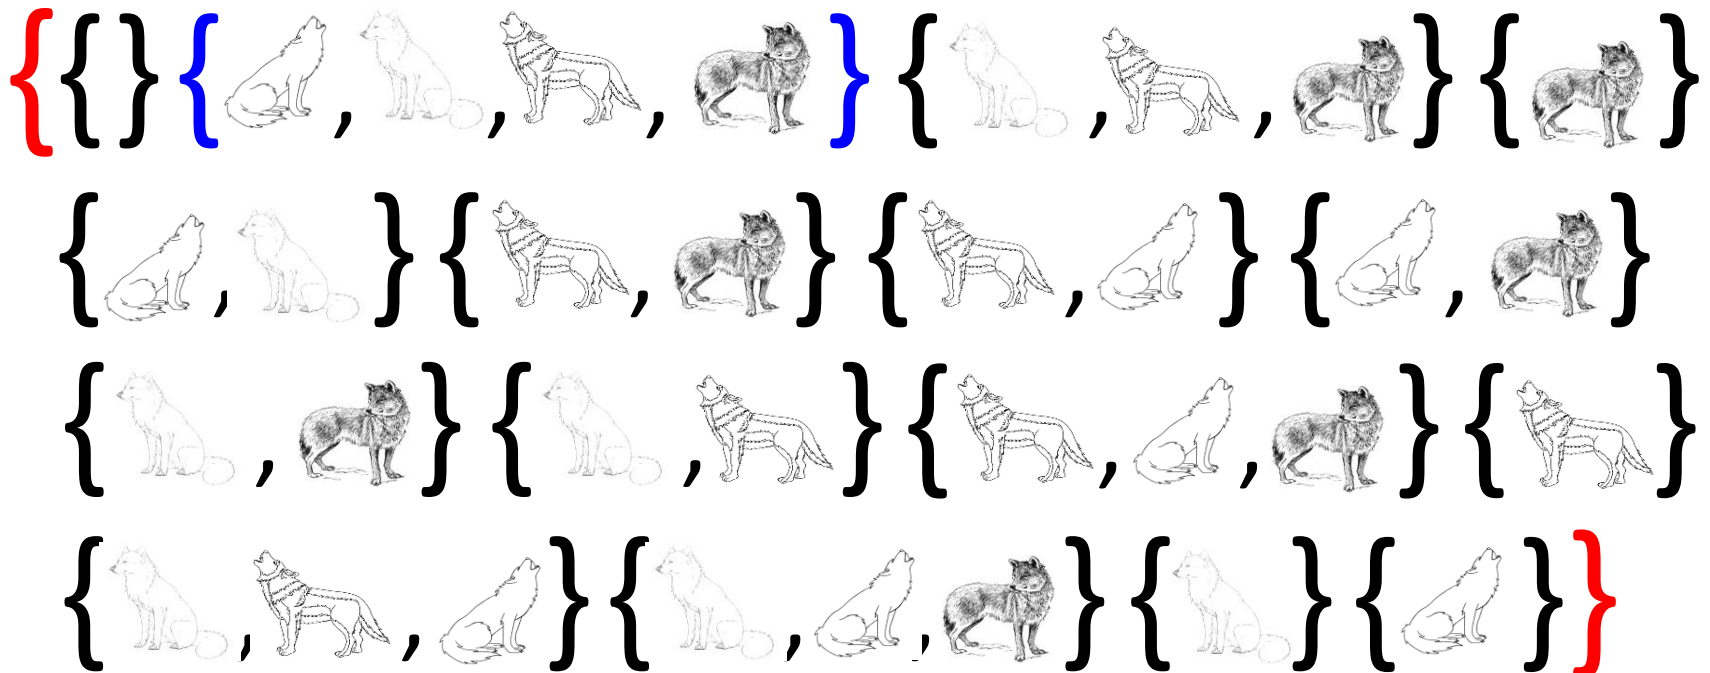 { { } { , , , } { , , } { }
{ , } { , } { , } { , }
{ , } { , } { , , } { }
{ , , } { , , } { } { } }